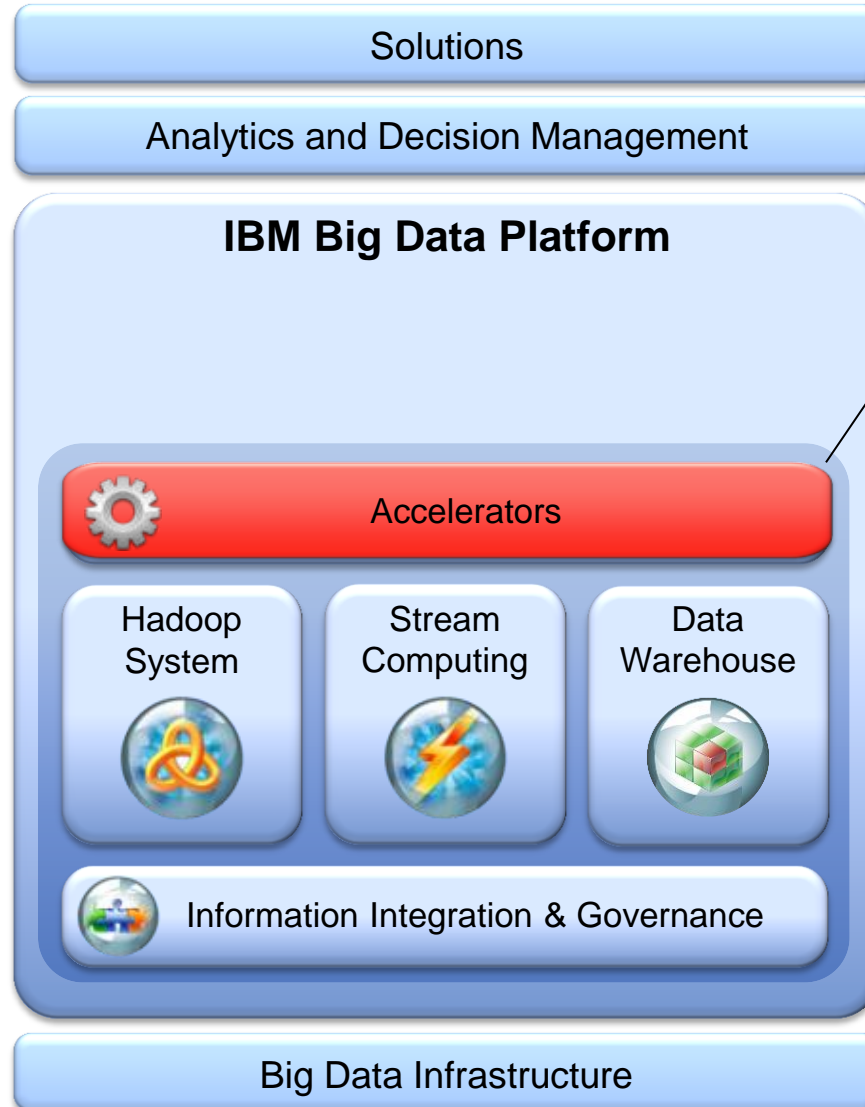 Solutions
Analytics and Decision Management
IBM Big Data Platform
Accelerators
Hadoop
System
Stream
Computing
Data
Warehouse
Information Integration & Governance
Big Data Infrastructure